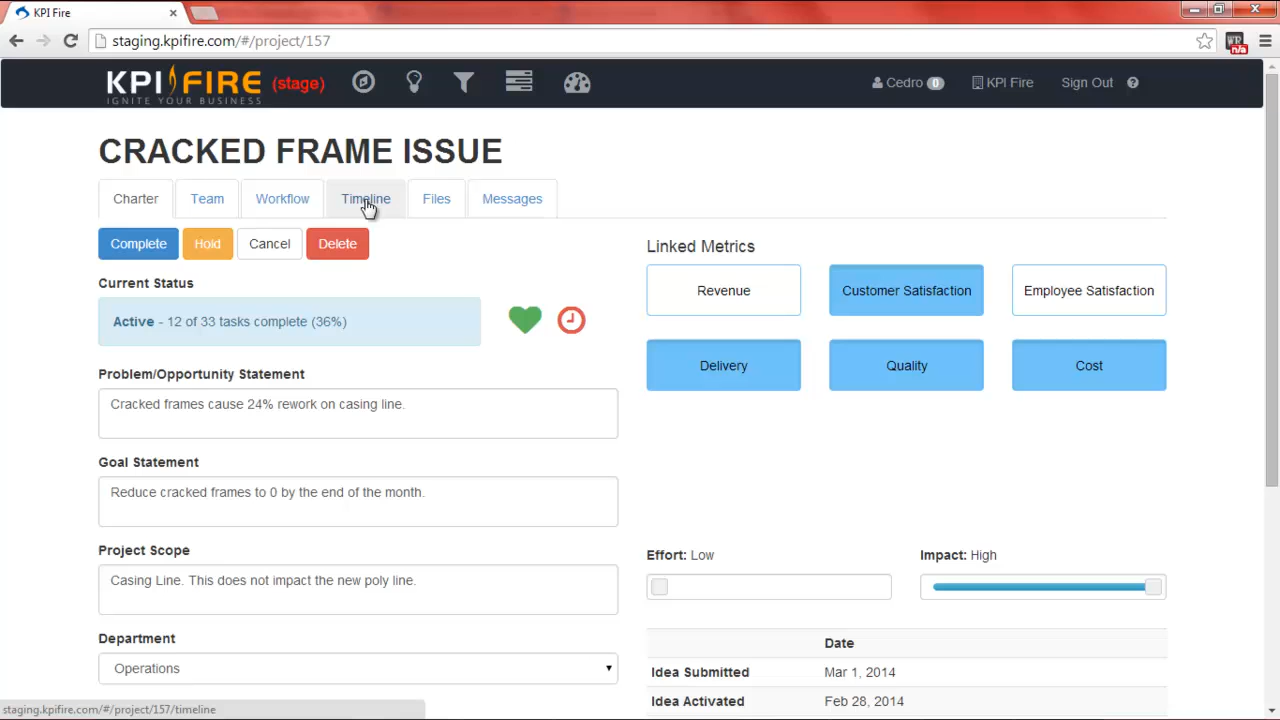 KPI Fire
staging.kpifire.com/#/project/157
WR
n/a
KPI FIRE (stage)
IGNITE YOUR BUSINESS
Cedro 0 KPI Fire Sign Out ?
CRACKED FRAME ISSUE
Charter Team Workflow Timeline Files Messages
Complete Hold Cancel Delete
Current Status
Active - 12 of 33 tasks complete (36%)
Problem/Opportunity Statement
Cracked frames cause 24% rework on casing line.
Goal Statement
Reduce cracked frames to 0 by the end of the month.
Project Scope
Casing Line. This does not impact the new poly line.
Department
Operations
Linked Metrics
Revenue Customer Satisfaction Employee Satisfaction
Delivery Quality Cost
Effort: Low Impact: High
Date
Idea Submitted Mar 1, 2014
Idea Activated Feb 28, 2014
staging.kpifire.com/#/project/157/timeline